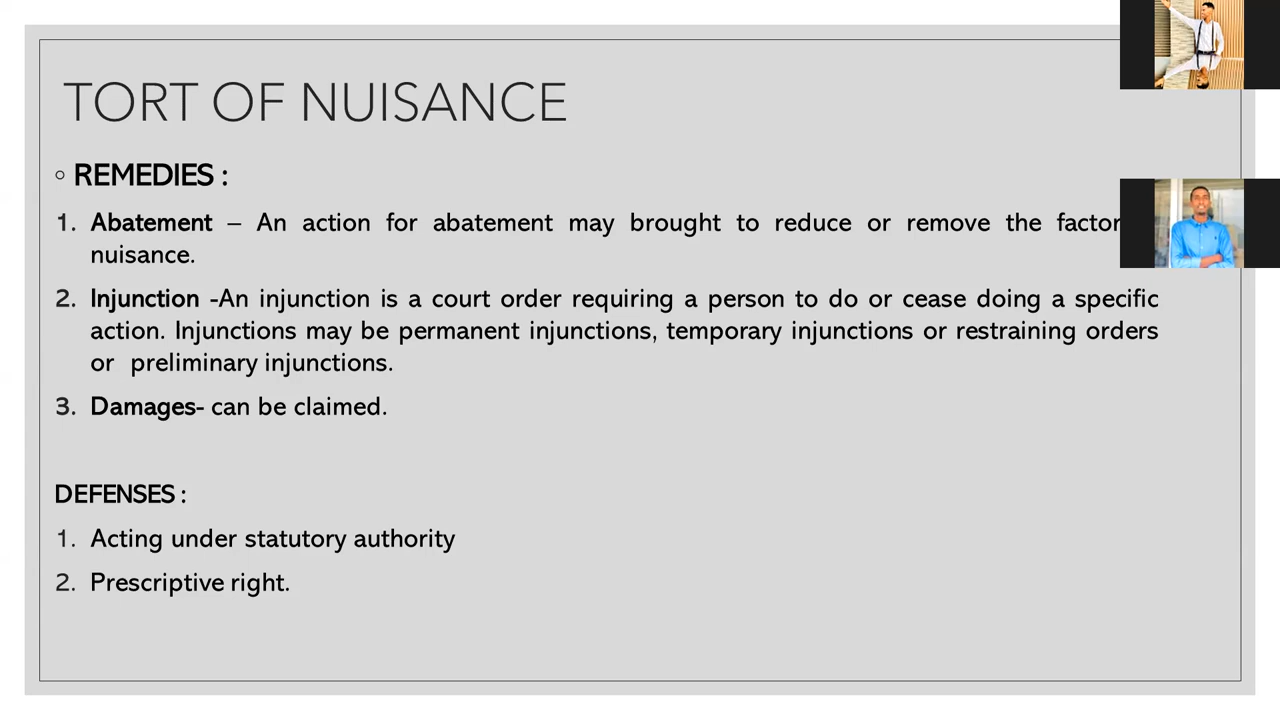 TORT OF NUISANCE
◦ REMEDIES :
1. Abatement – An action for abatement may brought to reduce or remove the factor
nuisance.
2. Injunction -An injunction is a court order requiring a person to do or cease doing a specific
action. Injunctions may be permanent injunctions, temporary injunctions or restraining orders
or preliminary injunctions.
3. Damages- can be claimed.
DEFENSES :
1. Acting under statutory authority
2. Prescriptive right.